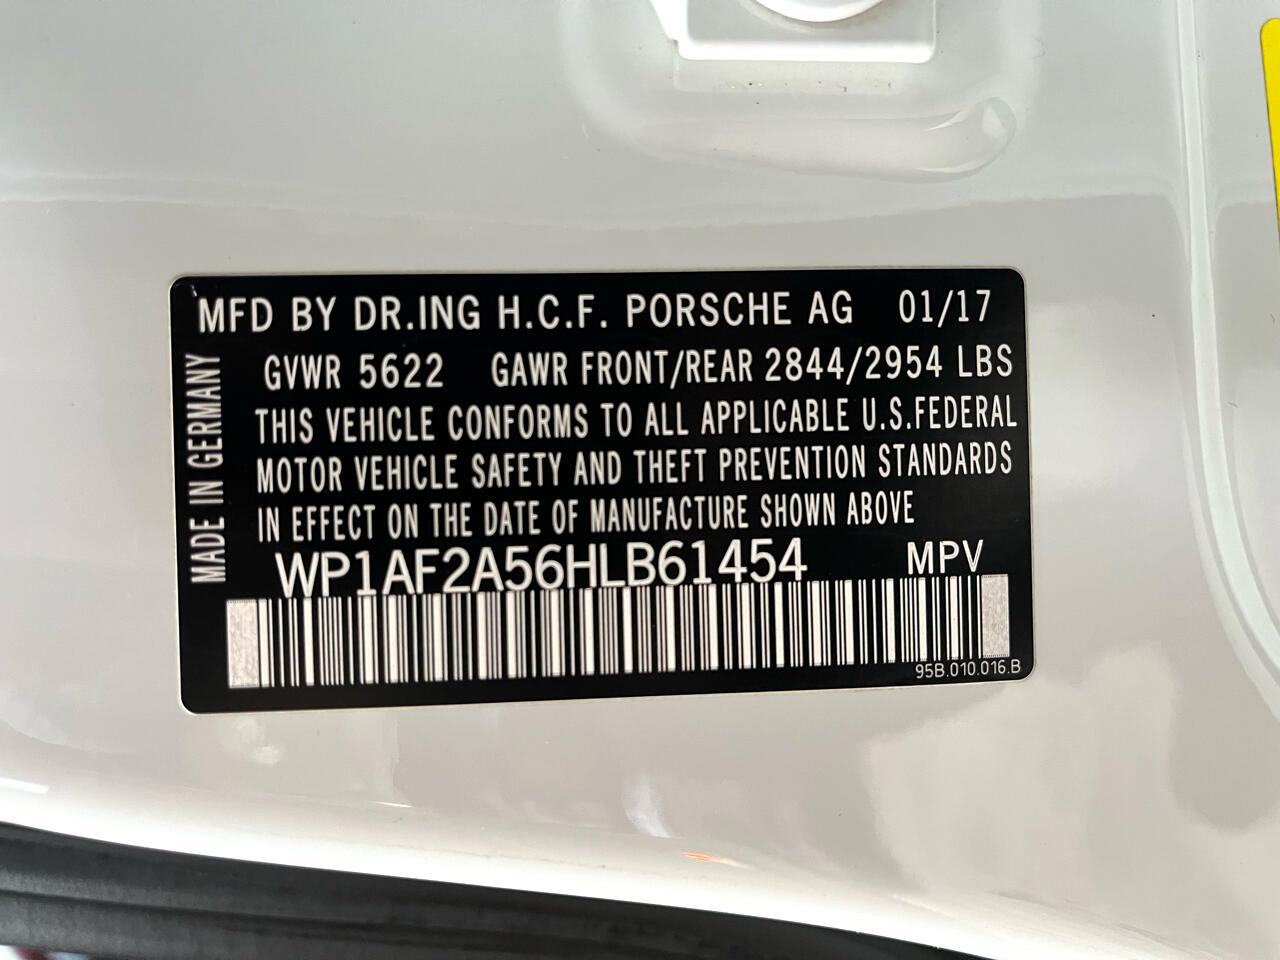 MFD BY DR.ING H.C.F. PORSCHE AG 01/17
GVWR 5622 GAWR FRONT/REAR 2844/2954 LBS
THIS VEHICLE CONFORMS TO ALL APPLICABLE U.S.FEDERAL
MOTOR VEHICLE SAFETY AND THEFT PREVENTION STANDARDS
IN EFFECT ON THE DATE OF MANUFACTURE SHOWN ABOVE
WP1AF2A56HLB61454 MPV
95B.010.016.B
MADE IN GERMANY